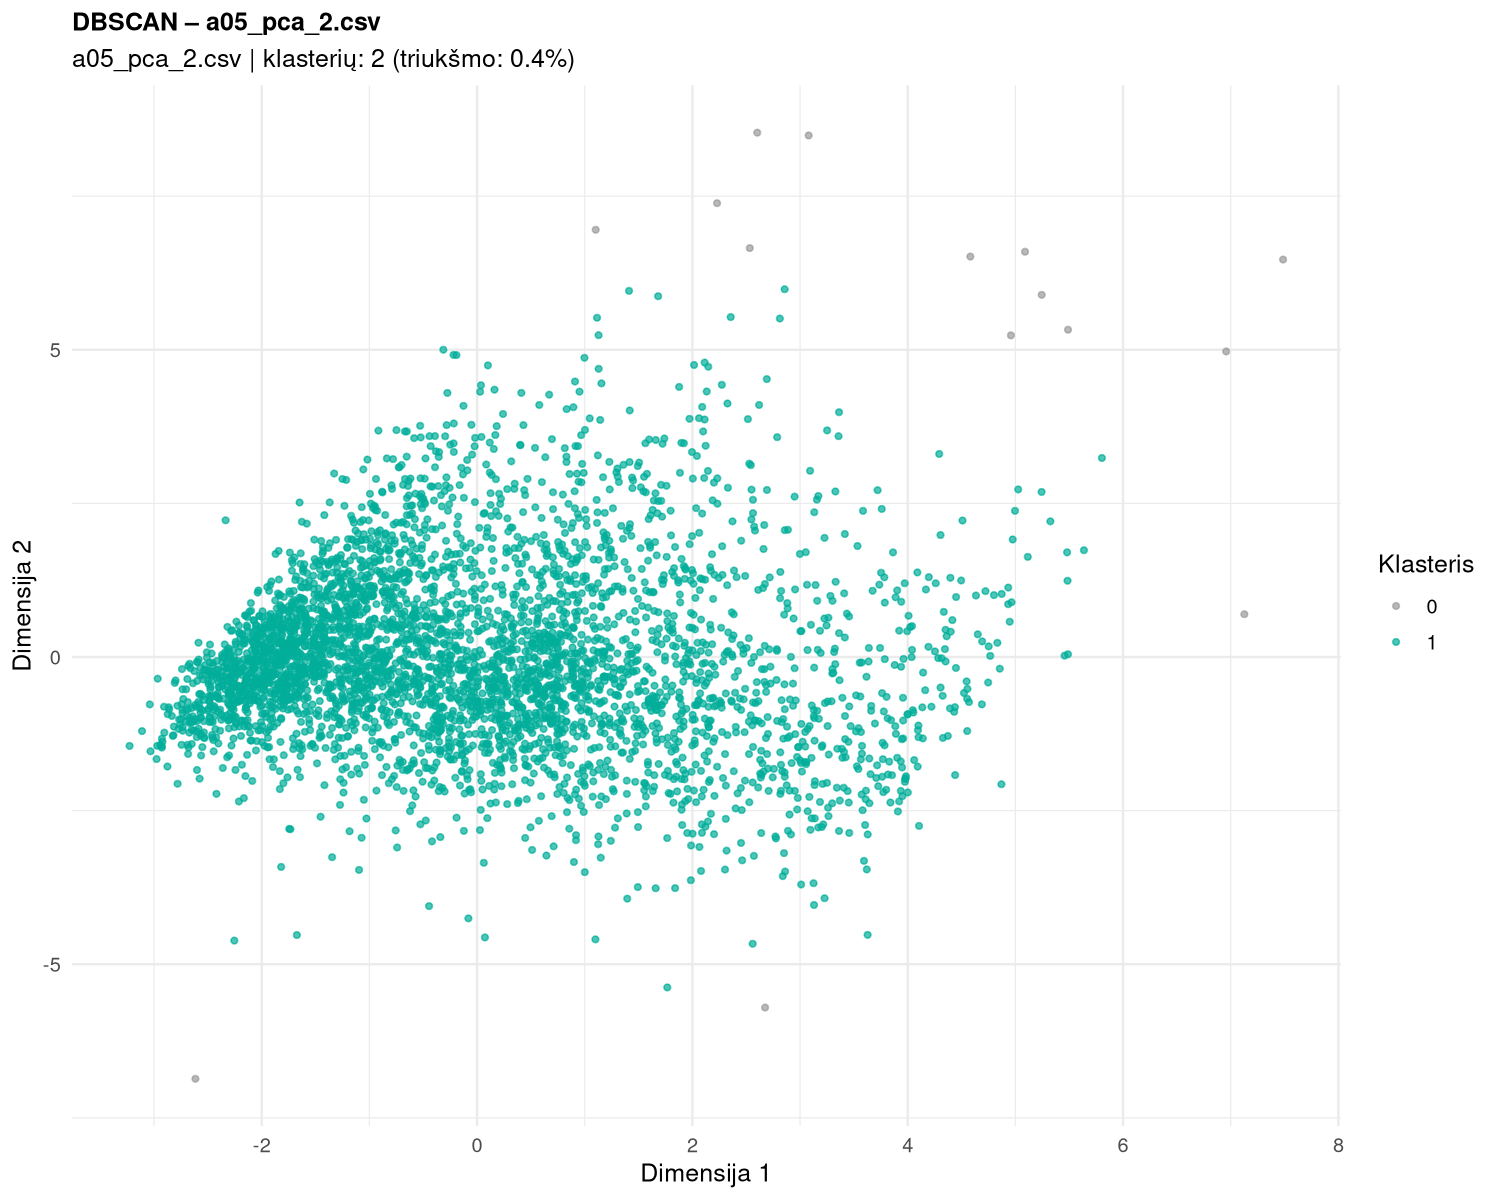 DBSCAN – a05_pca_2.csv
a05_pca_2.csv | klasterių: 2 (triukšmo: 0.4%)
Dimensija 2
5
0
-5
-2
0
2
4
6
8
Dimensija 1
Klasteris
0
1